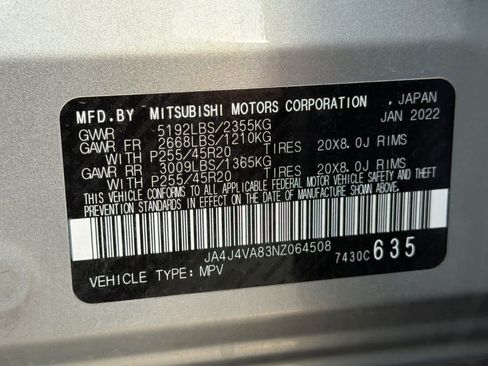 MFD.BY MITSUBISHI MOTORS CORPORATION , JAPAN
JAN 2022
GVWR 5192LBS/2355KG
GAWR FR 2668LBS/1210KG
WITH P255/45R20 TIRES 20X8.0J RIMS
GAWR RR 3009LBS/1365KG
WITH P255/45R20 TIRES 20X8.0J RIMS
THIS VEHICLE CONFORMS TO ALL APPLICABLE FEDERAL MOTOR VEHICLE SAFETY AND THEFT
PREVENTION STANDARDS IN EFFECT ON THE DATE OF MANUFACTURE SHOWN ABOVE.
JA4J4VA83NZ064508
7430C635
VEHICLE TYPE: MPV